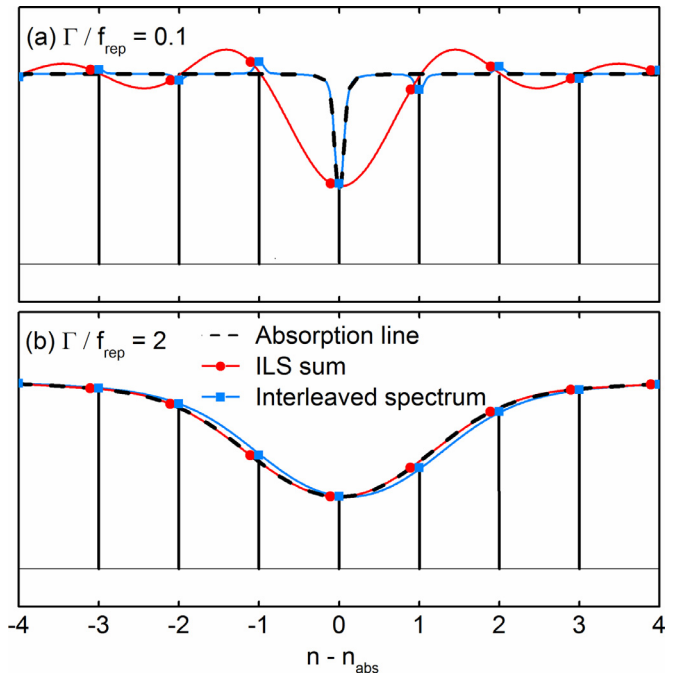 (a) Γ / f_rep = 0.1
(b) Γ / f_rep = 2
Absorption line
ILS sum
Interleaved spectrum
-4 -3 -2 -1 0 1 2 3 4
n - n_abs